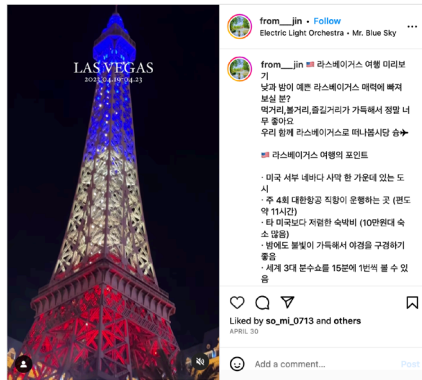 LAS VEGAS
2023.04.19-04.23
from___jin • Follow
Electric Light Orchestra • Mr. Blue Sky
from___jin 🇺🇸 라스베이거스 여행 미리보
기
낮과 밤이 예쁜 라스베이거스 매력에 빠져
보실 분?
먹거리,볼거리,즐길거리가 가득해서 정말 너
무 좋아요
우리 함께 라스베이거스로 떠나봅시당 슝✈
🇺🇸 라스베이거스 여행의 포인트
· 미국 서부 네바다 사막 한 가운데 있는 도
시
· 주 4회 대한항공 직항이 운행하는 곳 (편도
약 11시간)
· 타 미국보다 저렴한 숙박비 (10만원대 숙
소 많음)
· 밤에도 불빛이 가득해서 야경을 구경하기
좋음
· 세계 3대 분수쇼를 15분에 1번씩 볼 수 있
음
Liked by so_mi_0713 and others
APRIL 30
Add a comment...
Post